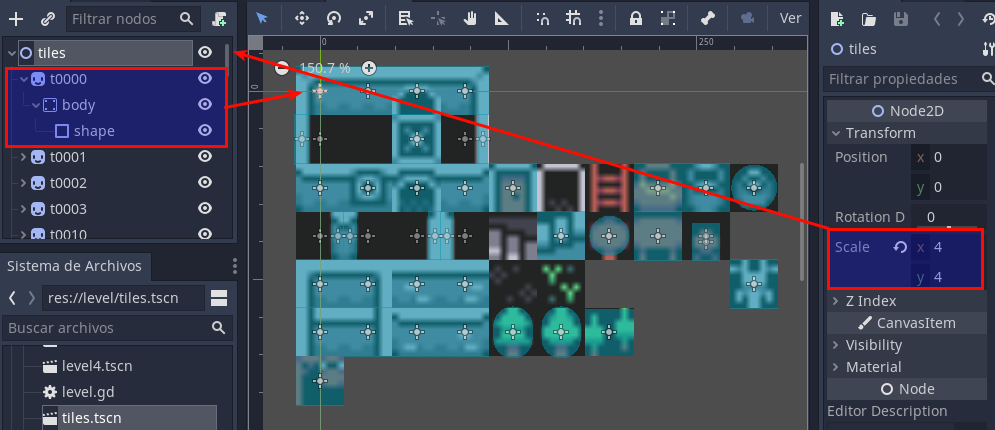 Filtrar nodos
tiles
t0000
body
shape
t0001
t0002
t0003
t0010
Sistema de Archivos
res://level/tiles.tscn
Buscar archivos
level4.tscn
level.gd
tiles.tscn
Ver
0
250
0
150.7 %
tiles
Filtrar propiedades
Node2D
Transform
Position x 0
y 0
Rotation D 0
Scale x 4
y 4
Z Index
CanvasItem
Visibility
Material
Node
Editor Description